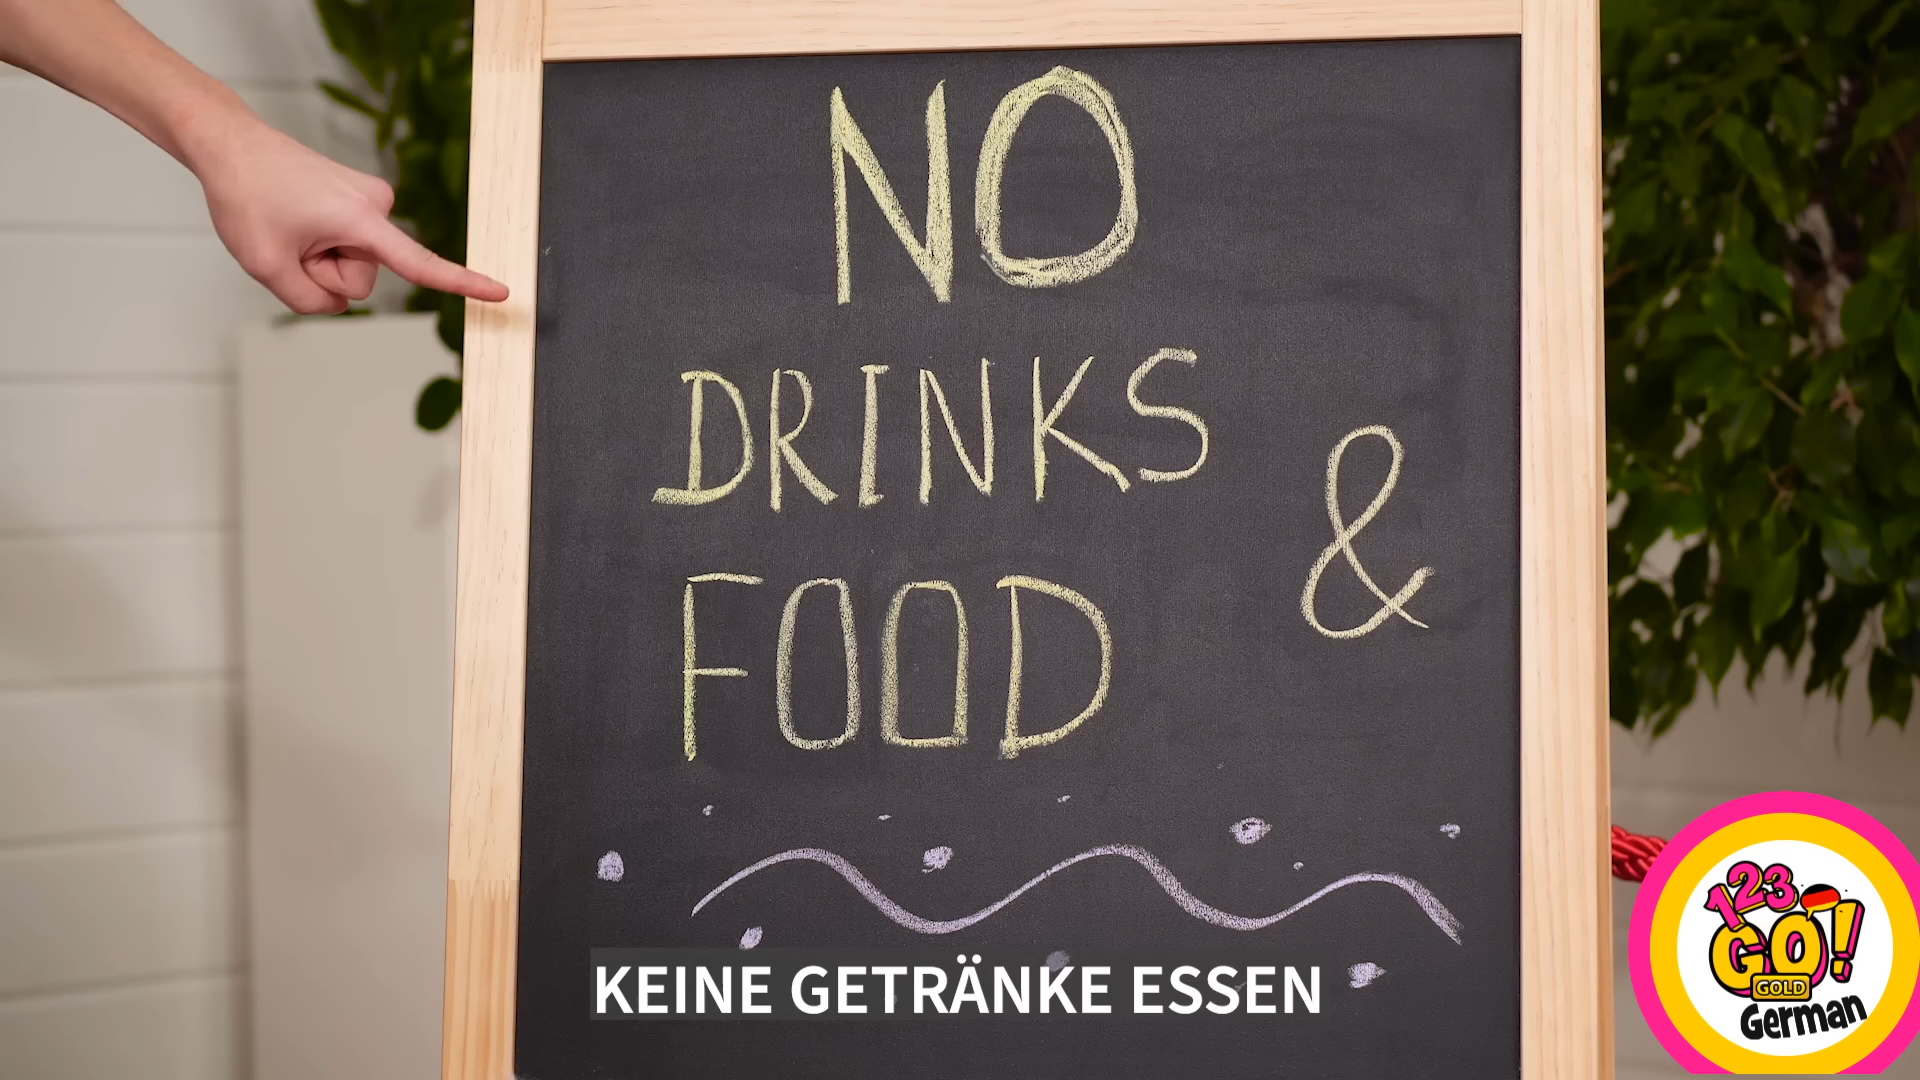 NO
DRINKS
&
FOOD
KEINE GETRÄNKE ESSEN
123
GO!
GOLD
German